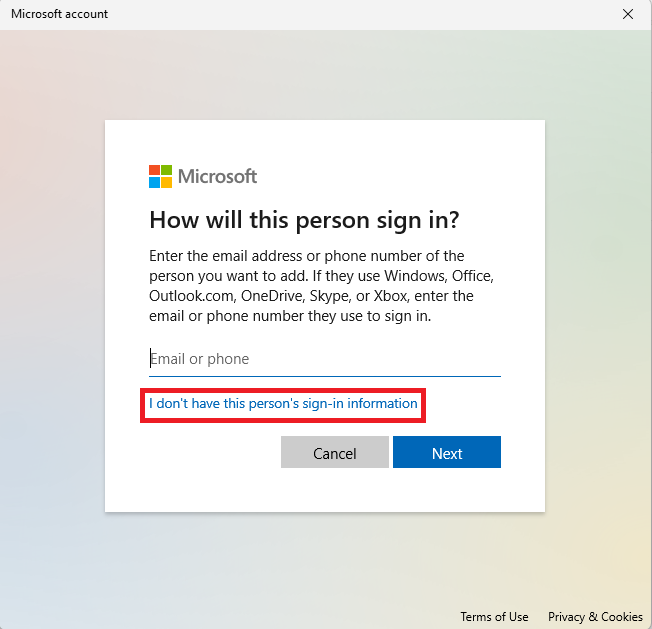 Microsoft account
Microsoft
How will this person sign in?
Enter the email address or phone number of the
person you want to add. If they use Windows, Office,
Outlook.com, OneDrive, Skype, or Xbox, enter the
email or phone number they use to sign in.
Email or phone
I don't have this person's sign-in information
Cancel
Next
Terms of Use
Privacy & Cookies